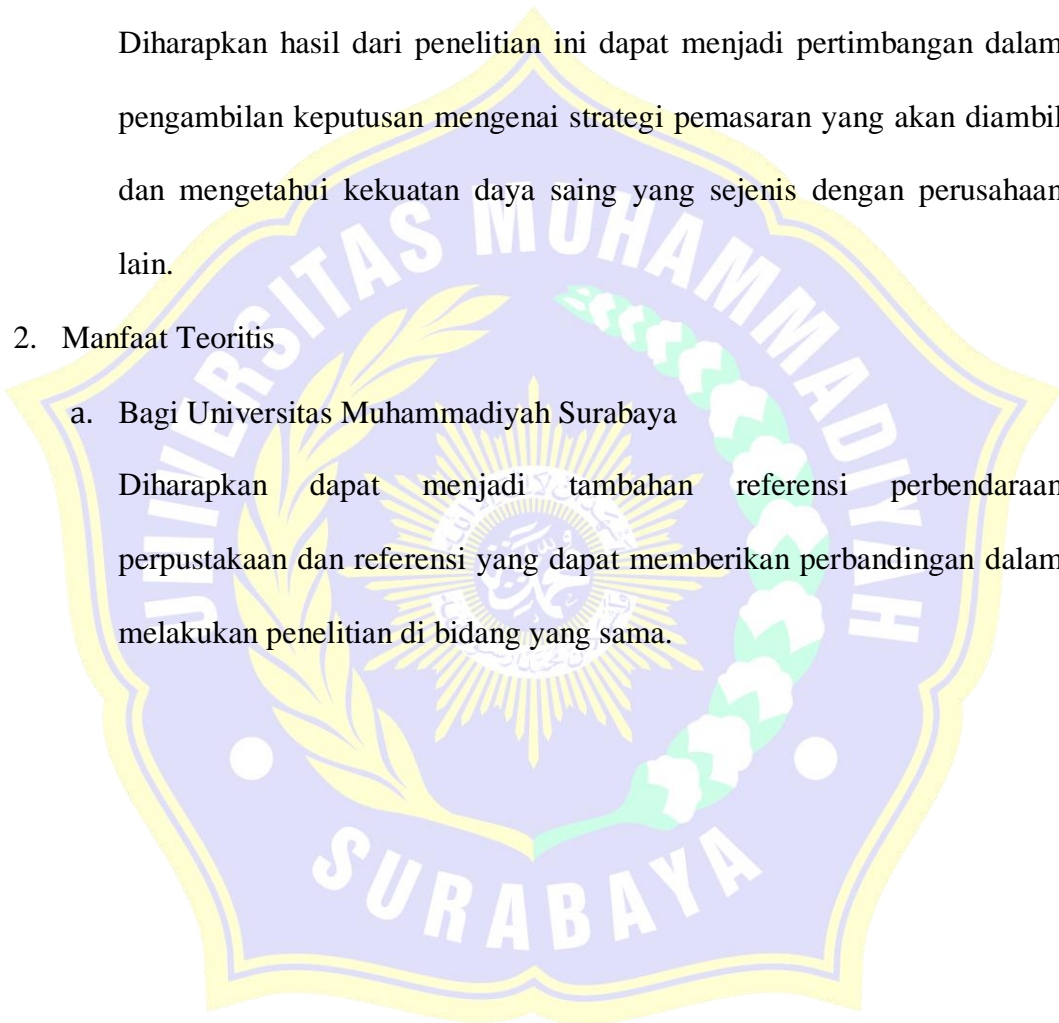 Diharapkan hasil dari penelitian ini dapat menjadi pertimbangan dalam
pengambilan keputusan mengenai strategi pemasaran yang akan diambil
dan mengetahui kekuatan daya saing yang sejenis dengan perusahaan
lain.
2. Manfaat Teoritis
a. Bagi Universitas Muhammadiyah Surabaya
Diharapkan dapat menjadi tambahan referensi perbendaraan
perpustakaan dan referensi yang dapat memberikan perbandingan dalam
melakukan penelitian di bidang yang sama.
UNIVERSITAS MUHAMMADIYAH
SURABAYA